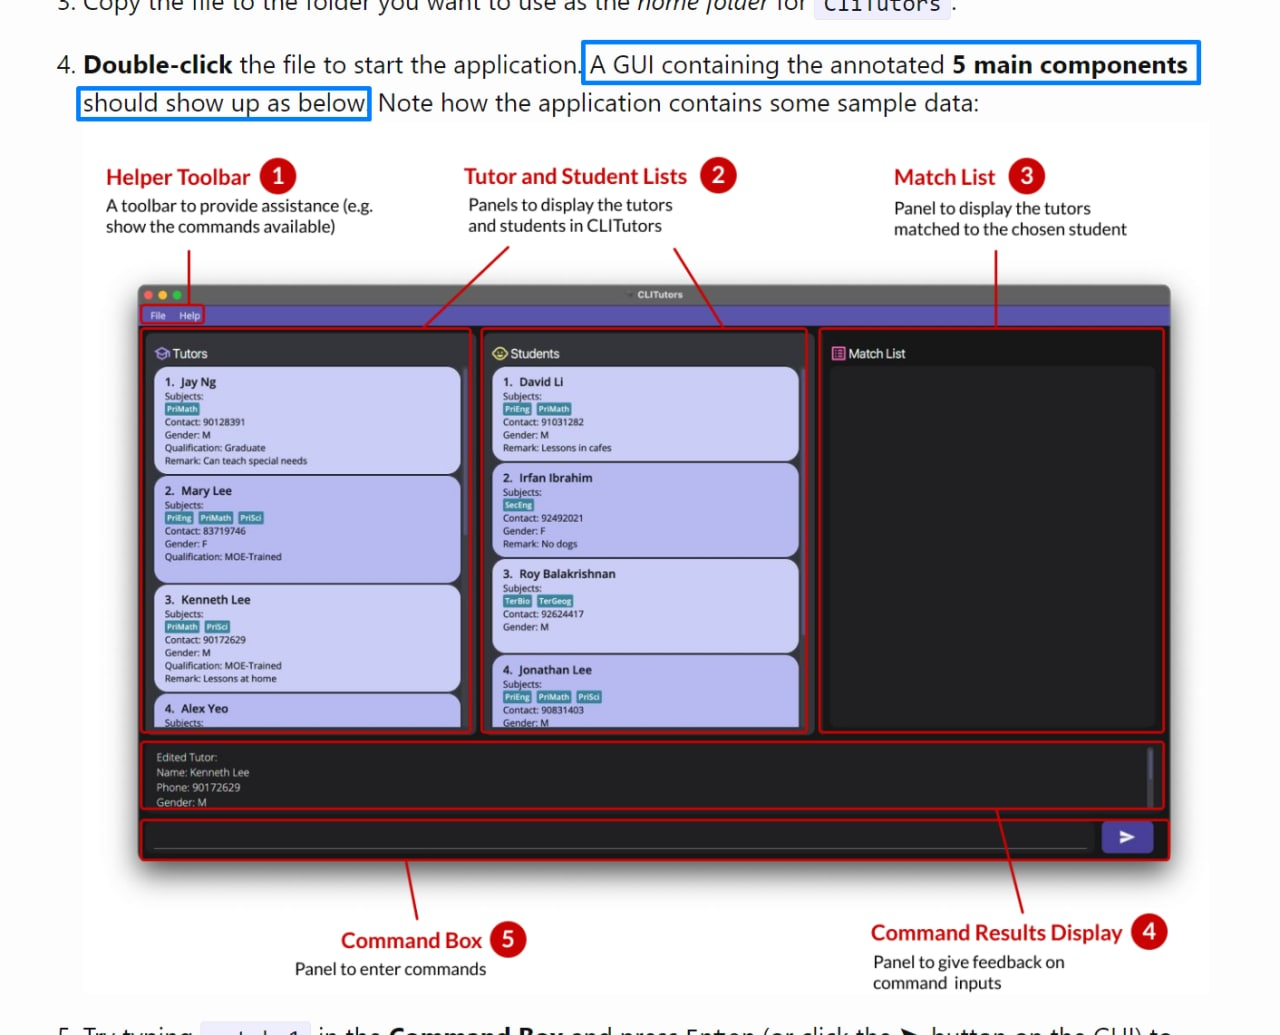 3. Copy the file to the folder you want to use as the home folder for CliTutors .
4. Double-click the file to start the application. A GUI containing the annotated 5 main components
should show up as below. Note how the application contains some sample data:
Helper Toolbar 1
A toolbar to provide assistance (e.g.
show the commands available)
Tutor and Student Lists 2
Panels to display the tutors
and students in CLITutors
Match List 3
Panel to display the tutors
matched to the chosen student
CLITutors
File Help
Tutors
1. Jay Ng
Subjects:
PriMath
Contact: 90128391
Gender: M
Qualification: Graduate
Remark: Can teach special needs
2. Mary Lee
Subjects:
PriEng PriMath PriSci
Contact: 83719746
Gender: F
Qualification: MOE-Trained
3. Kenneth Lee
Subjects:
PriMath PriSci
Contact: 90172629
Gender: M
Qualification: MOE-Trained
Remark: Lessons at home
4. Alex Yeo
Subjects:
Students
1. David Li
Subjects:
PriEng PriMath
Contact: 91031282
Gender: M
Remark: Lessons in cafes
2. Irfan Ibrahim
Subjects:
SecEng
Contact: 92492021
Gender: F
Remark: No dogs
3. Roy Balakrishnan
Subjects:
TerBio TerGeog
Contact: 92624417
Gender: M
4. Jonathan Lee
Subjects:
PriEng PriMath PriSci
Contact: 90831403
Gender: M
Match List
Edited Tutor:
Name: Kenneth Lee
Phone: 90172629
Gender: M
Command Box 5
Panel to enter commands
Command Results Display 4
Panel to give feedback on
command inputs
5. Try typing in the Command Box and press Enter (or click the button on the GUI) to